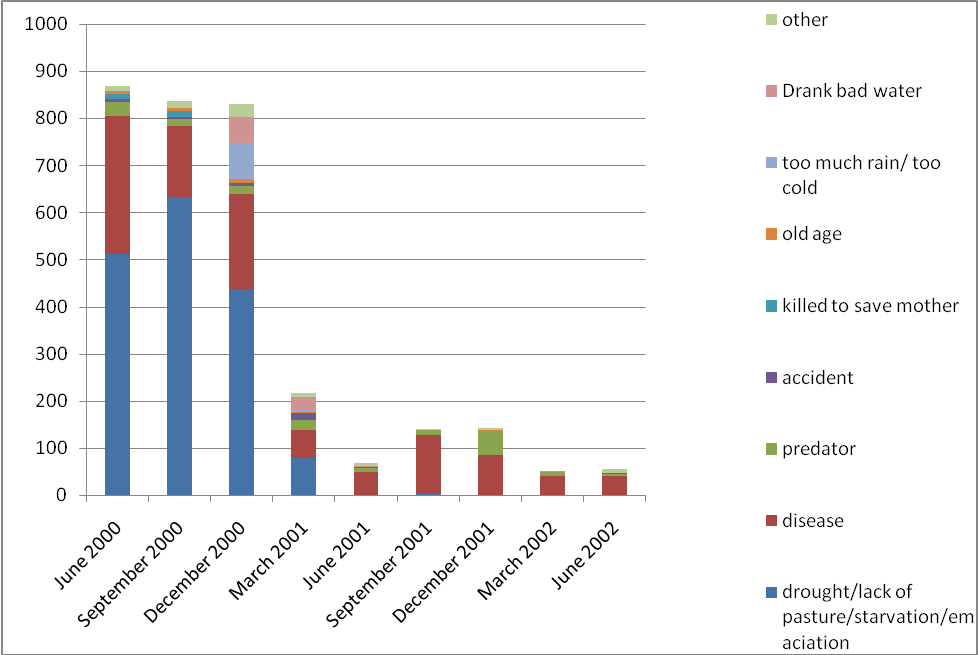 1000
900
800
700
600
500
400
300
200
100
0
June 2000
September 2000
December 2000
March 2001
June 2001
September 2001
December 2001
March 2002
June 2002
other
Drank bad water
too much rain/ too
cold
old age
killed to save mother
accident
predator
disease
drought/lack of
pasture/starvation/em
aciation